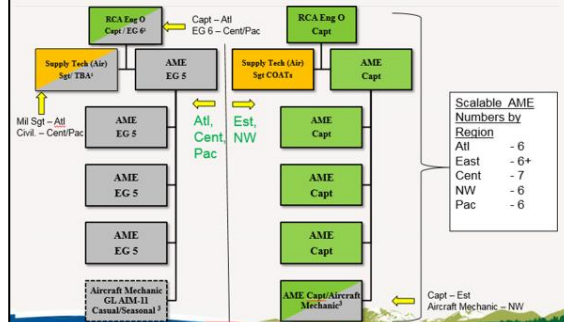 RCA Eng O
Capt / EG 6¹
Capt – Atl
EG 6 – Cent/Pac
RCA Eng O
Capt
Supply Tech (Air)
Sgt/ TBA¹
AME
EG 5
Supply Tech (Air)
Sgt COATs
AME
Capt
Mil Sgt – Atl
Civil. – Cent/Pac
Atl,
Cent,
Pac
Est,
NW
AME
EG 5
AME
Capt
AME
EG 5
AME
Capt
AME
EG 5
AME
Capt
Aircraft Mechanic
GL AIM-11
Casual/Seasonal ³
AME Capt/Aircraft
Mechanic³
Capt – Est
Aircraft Mechanic – NW
Scalable AME
Numbers by
Region
Atl - 6
East - 6+
Cent - 7
NW - 6
Pac - 6